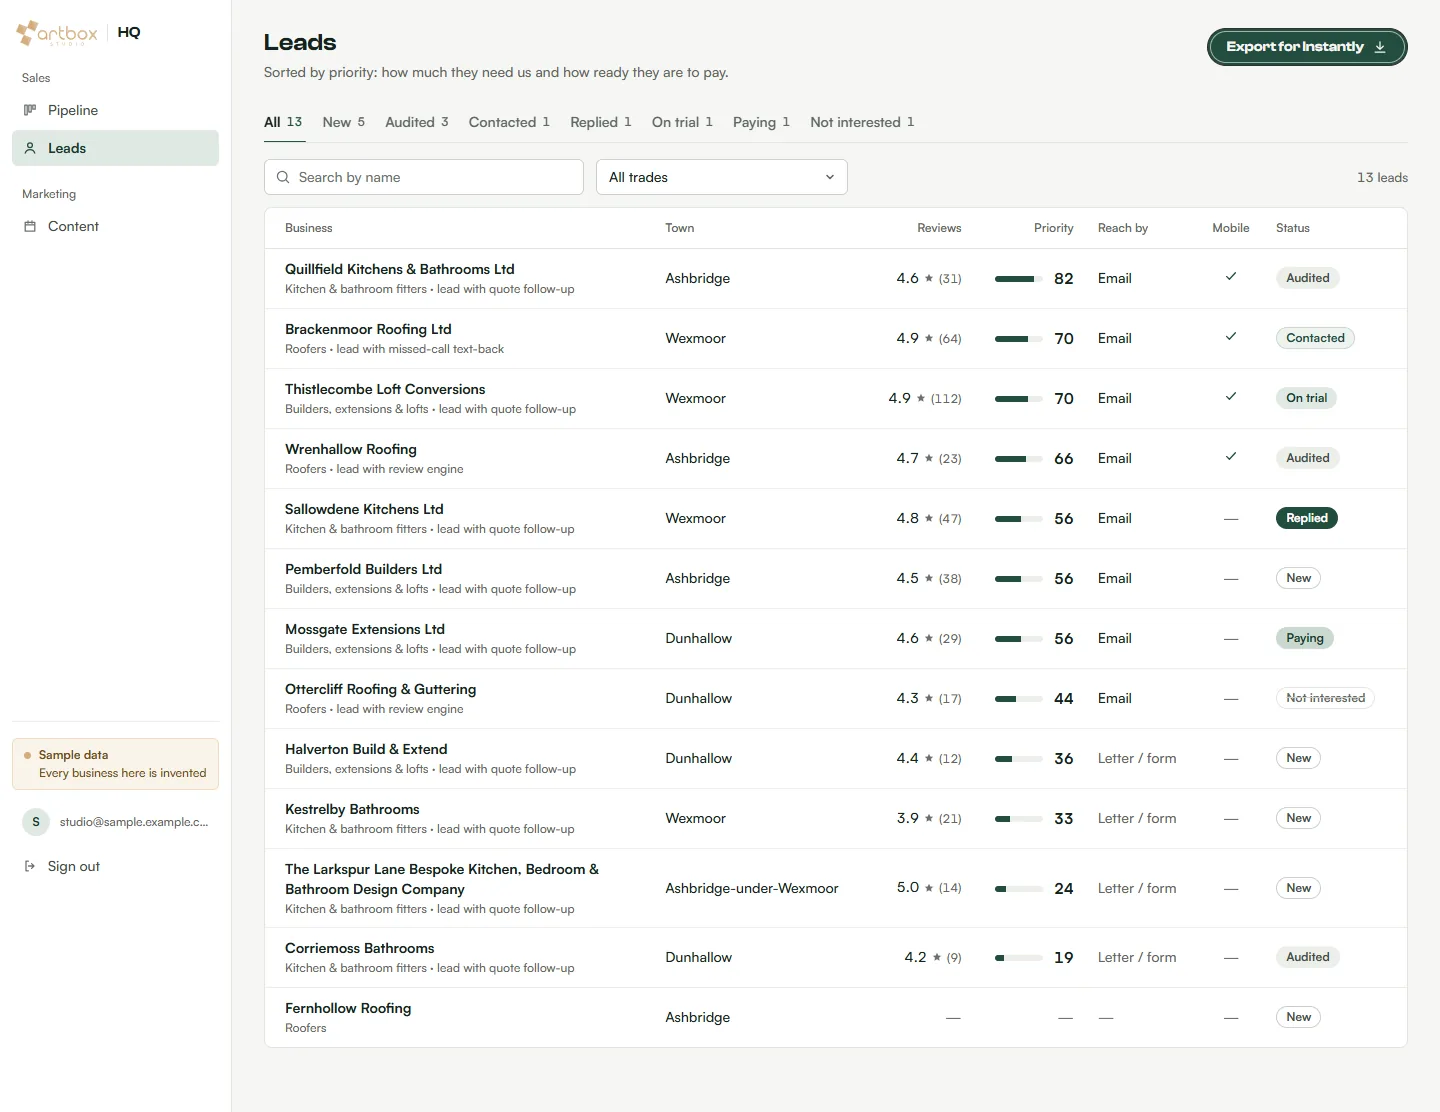 artbox
STUDIO
HQ
Sales
Pipeline
Leads
Marketing
Content
Sample data
Every business here is invented
S
studio@sample.example.c...
Sign out
Leads
Sorted by priority: how much they need us and how ready they are to pay.
Export for Instantly
All 13 New 5 Audited 3 Contacted 1 Replied 1 On trial 1 Paying 1 Not interested 1
Search by name
All trades
13 leads
Business Town Reviews Priority Reach by Mobile Status
Quillfield Kitchens & Bathrooms Ltd
Kitchen & bathroom fitters · lead with quote follow-up
Ashbridge 4.6 ★ (31) 82 Email ✓ Audited
Brackenmoor Roofing Ltd
Roofers · lead with missed-call text-back
Wexmoor 4.9 ★ (64) 70 Email ✓ Contacted
Thistlecombe Loft Conversions
Builders, extensions & lofts · lead with quote follow-up
Wexmoor 4.9 ★ (112) 70 Email ✓ On trial
Wrenhallow Roofing
Roofers · lead with review engine
Ashbridge 4.7 ★ (23) 66 Email ✓ Audited
Sallowdene Kitchens Ltd
Kitchen & bathroom fitters · lead with quote follow-up
Wexmoor 4.8 ★ (47) 56 Email — Replied
Pemberfold Builders Ltd
Builders, extensions & lofts · lead with quote follow-up
Ashbridge 4.5 ★ (38) 56 Email — New
Mossgate Extensions Ltd
Builders, extensions & lofts · lead with quote follow-up
Dunhallow 4.6 ★ (29) 56 Email — Paying
Ottercliff Roofing & Guttering
Roofers · lead with review engine
Dunhallow 4.3 ★ (17) 44 Email — Not interested
Halverton Build & Extend
Builders, extensions & lofts · lead with quote follow-up
Dunhallow 4.4 ★ (12) 36 Letter / form — New
Kestrelby Bathrooms
Kitchen & bathroom fitters · lead with quote follow-up
Wexmoor 3.9 ★ (21) 33 Letter / form — New
The Larkspur Lane Bespoke Kitchen, Bedroom &
Bathroom Design Company
Kitchen & bathroom fitters · lead with quote follow-up
Ashbridge-under-Wexmoor 5.0 ★ (14) 24 Letter / form — New
Corriemoss Bathrooms
Kitchen & bathroom fitters · lead with quote follow-up
Dunhallow 4.2 ★ (9) 19 Letter / form — Audited
Fernhollow Roofing
Roofers
Ashbridge — — — — New